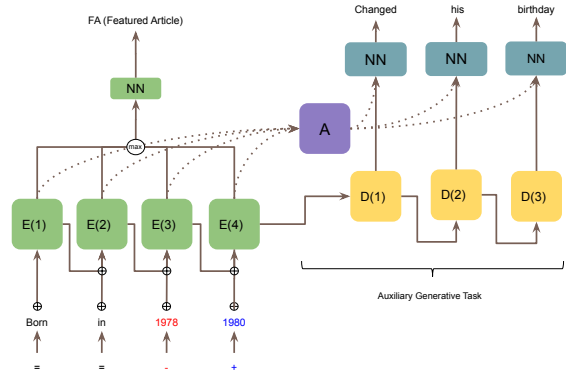 FA (Featured Article)
Changed his birthday
NN NN NN
NN
A
max
E(1) E(2) E(3) E(4)
D(1) D(2) D(3)
Auxiliary Generative Task
Born in 1978 1980
= = - +